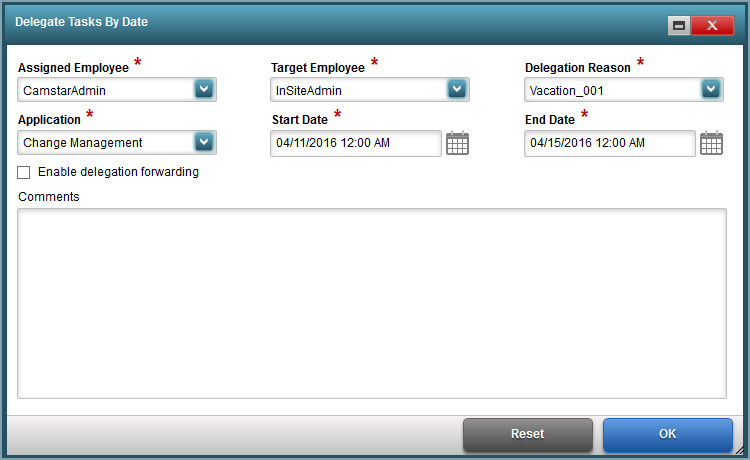 Delegate Tasks By Date
Assigned Employee * Target Employee * Delegation Reason *
CamstarAdmin InSiteAdmin Vacation_001
Application * Start Date * End Date *
Change Management 04/11/2016 12:00 AM 04/15/2016 12:00 AM
Enable delegation forwarding
Comments
Reset OK